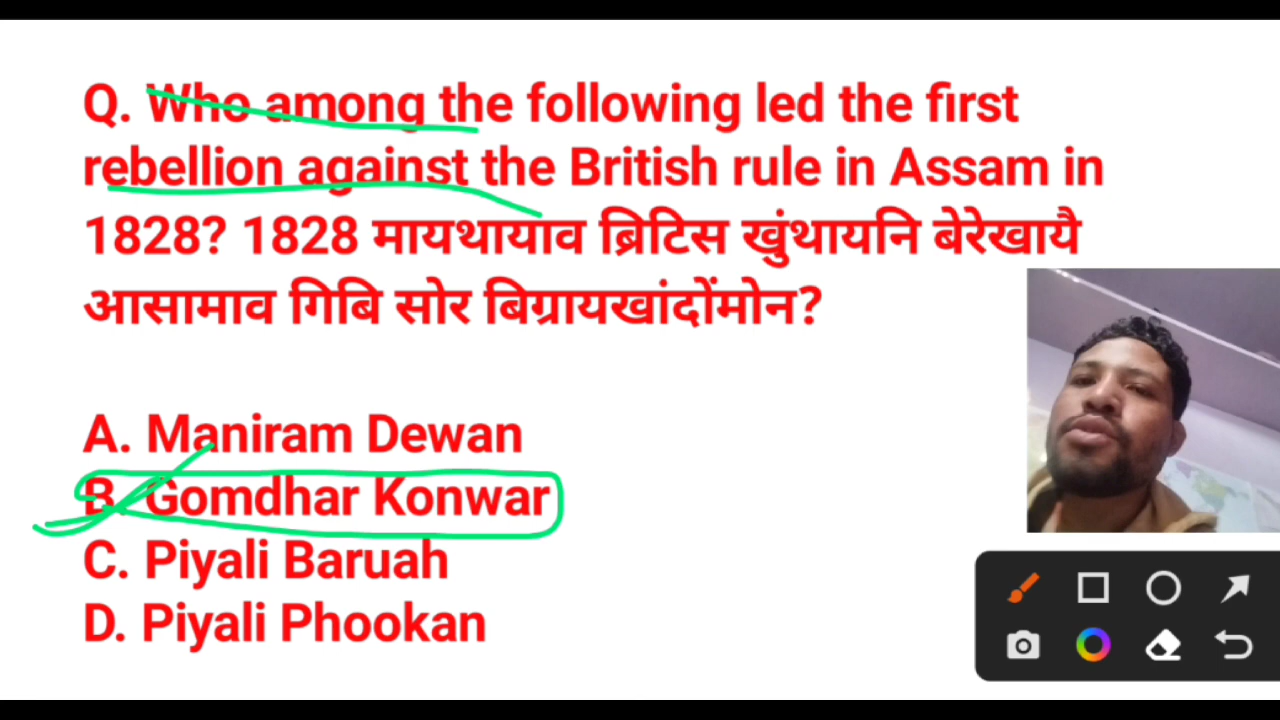 Q. Who among the following led the first
rebellion against the British rule in Assam in
1828? 1828 मायथायाव ब्रिटिस खुंथायनि बेरेखायै
आसामाव गिबि सोर बिग्रायखांदोंमोन?
A. Maniram Dewan
B. Gomdhar Konwar
C. Piyali Baruah
D. Piyali Phookan